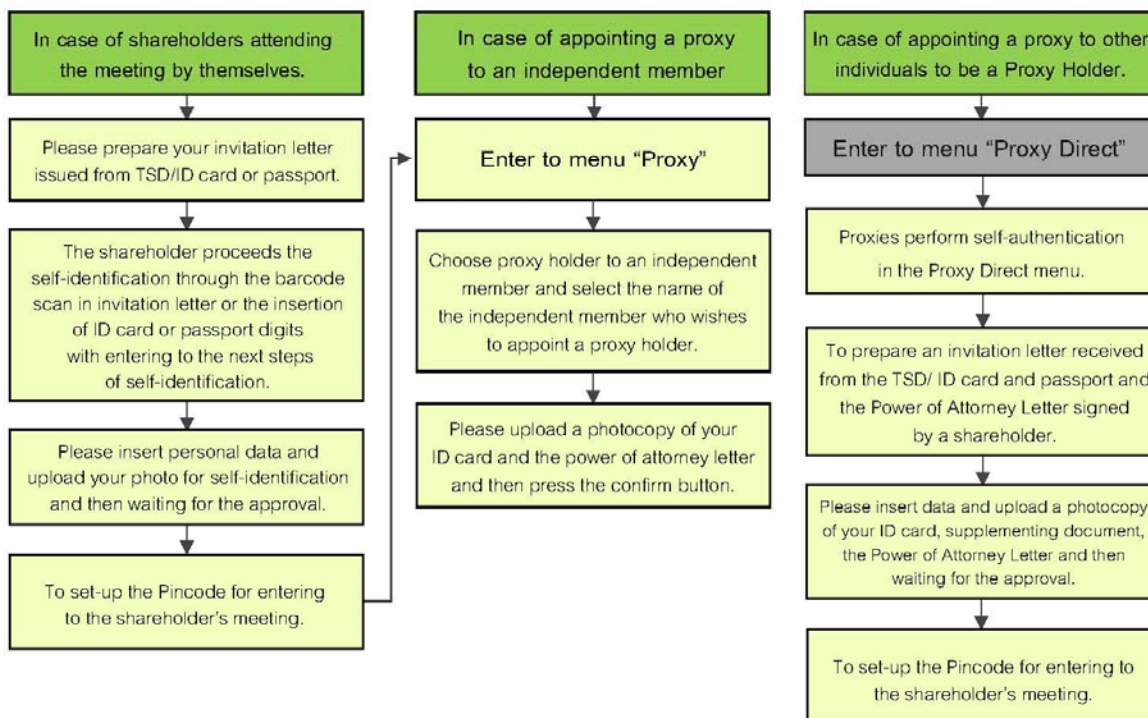 In case of shareholders attending
the meeting by themselves.
Please prepare your invitation letter
issued from TSD/ID card or passport.
The shareholder proceeds the
self-identification through the barcode
scan in invitation letter or the insertion
of ID card or passport digits
with entering to the next steps
of self-identification.
Please insert personal data and
upload your photo for self-identification
and then waiting for the approval.
To set-up the Pincode for entering
to the shareholder's meeting.
In case of appointing a proxy
to an independent member
Enter to menu “Proxy”
Choose proxy holder to an independent
member and select the name of
the independent member who wishes
to appoint a proxy holder.
Please upload a photocopy of your
ID card and the power of attorney letter
and then press the confirm button.
In case of appointing a proxy to other
individuals to be a Proxy Holder.
Enter to menu “Proxy Direct”
Proxies perform self-authentication
in the Proxy Direct menu.
To prepare an invitation letter received
from the TSD/ ID card and passport and
the Power of Attorney Letter signed
by a shareholder.
Please insert data and upload a photocopy
of your ID card, supplementing document,
the Power of Attorney Letter and then
waiting for the approval.
To set-up the Pincode for entering to
the shareholder's meeting.